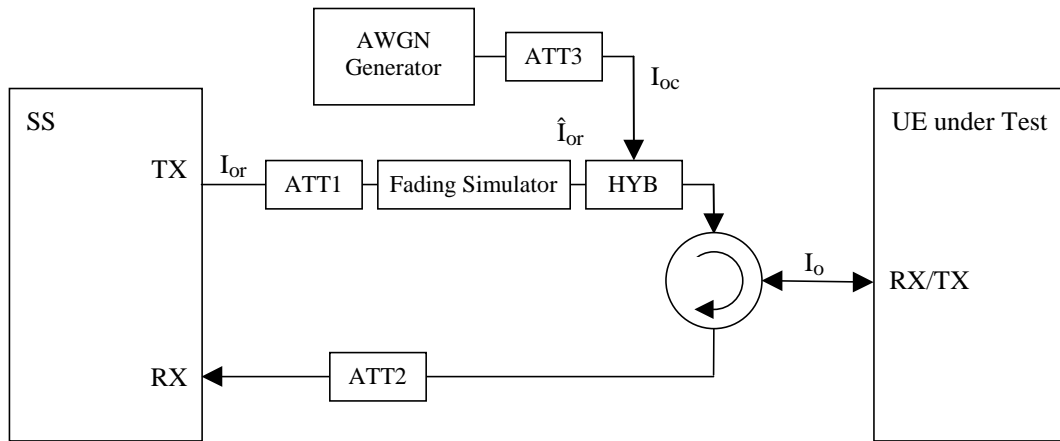 AWGN
Generator
ATT3
I_oc
SS
UE under Test
Î_or
TX
I_or
ATT1
Fading Simulator
HYB
I_o
RX/TX
RX
ATT2